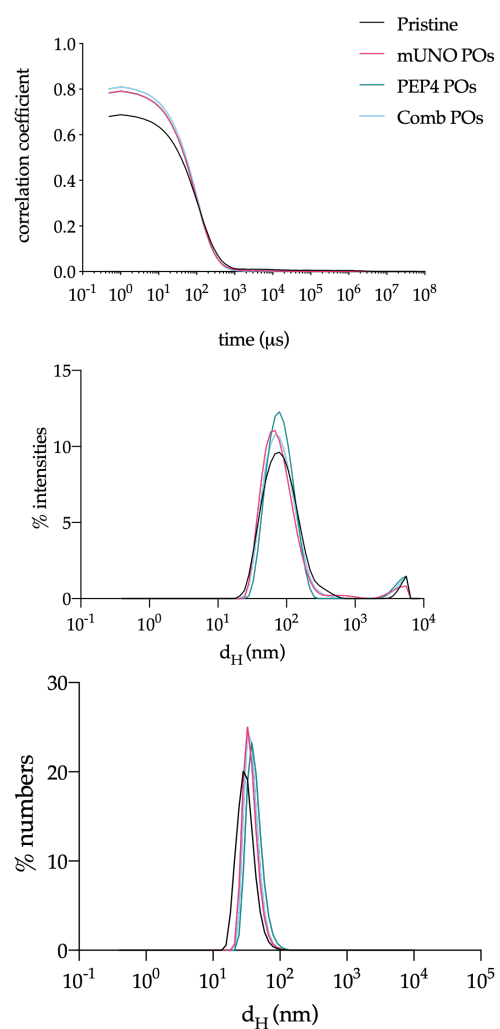 Pristine
mUNO POs
PEP4 POs
Comb POs
correlation coefficient
1.0
0.8
0.6
0.4
0.2
0.0
10⁻¹ 10⁰ 10¹ 10² 10³ 10⁴ 10⁵ 10⁶ 10⁷ 10⁸
time (μs)
% intensities
15
10
5
0
10⁻¹ 10⁰ 10¹ 10² 10³ 10⁴
d_H (nm)
% numbers
30
20
10
0
10⁻¹ 10⁰ 10¹ 10² 10³ 10⁴ 10⁵
d_H (nm)